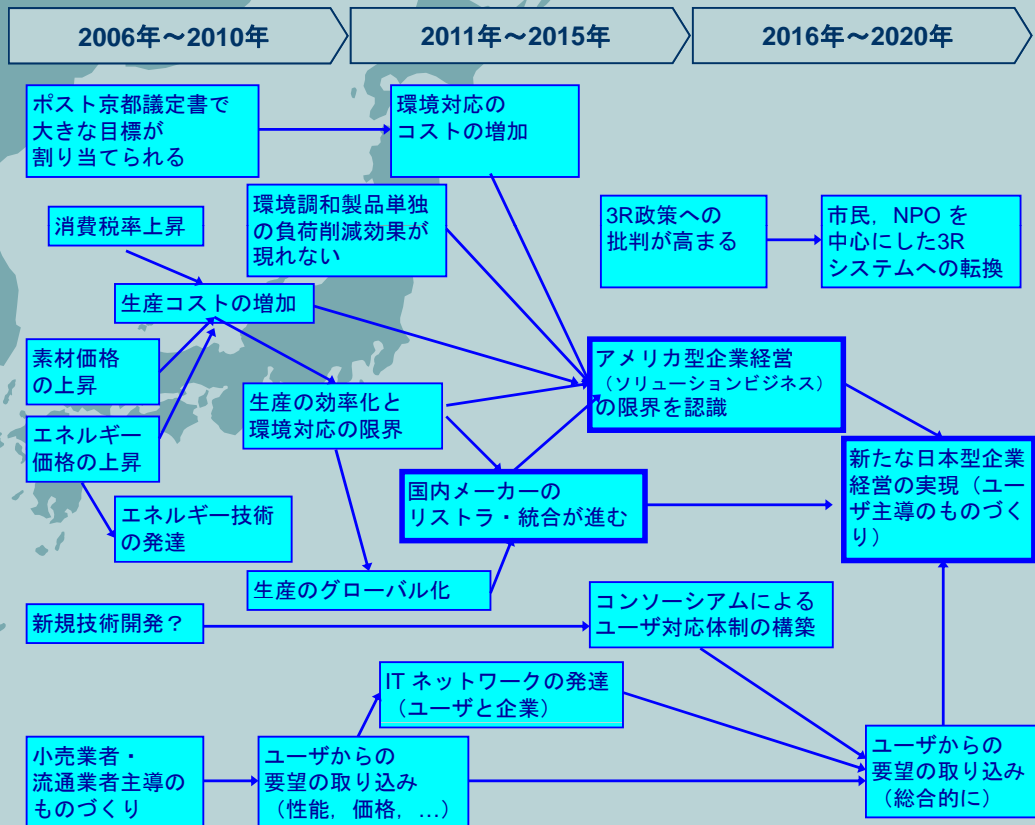 2006年～2010年
2011年～2015年
2016年～2020年
ポスト京都議定書で
大きな目標が
割り当てられる
環境対応の
コストの増加
消費税率上昇
環境調和製品単独
の負荷削減効果が
現れない
3R政策への
批判が高まる
市民，NPO を
中心にした3R
システムへの転換
生産コストの増加
素材価格
の上昇
アメリカ型企業経営
（ソリューションビジネス）
の限界を認識
生産の効率化と
環境対応の限界
エネルギー
価格の上昇
新たな日本型企業
経営の実現（ユー
ザ主導のものづく
り）
国内メーカーの
リストラ・統合が進む
エネルギー技術
の発達
生産のグローバル化
コンソーシアムによる
ユーザ対応体制の構築
新規技術開発？
IT ネットワークの発達
（ユーザと企業）
小売業者・
流通業者主導の
ものづくり
ユーザからの
要望の取り込み
（性能，価格，…）
ユーザからの
要望の取り込み
（総合的に）